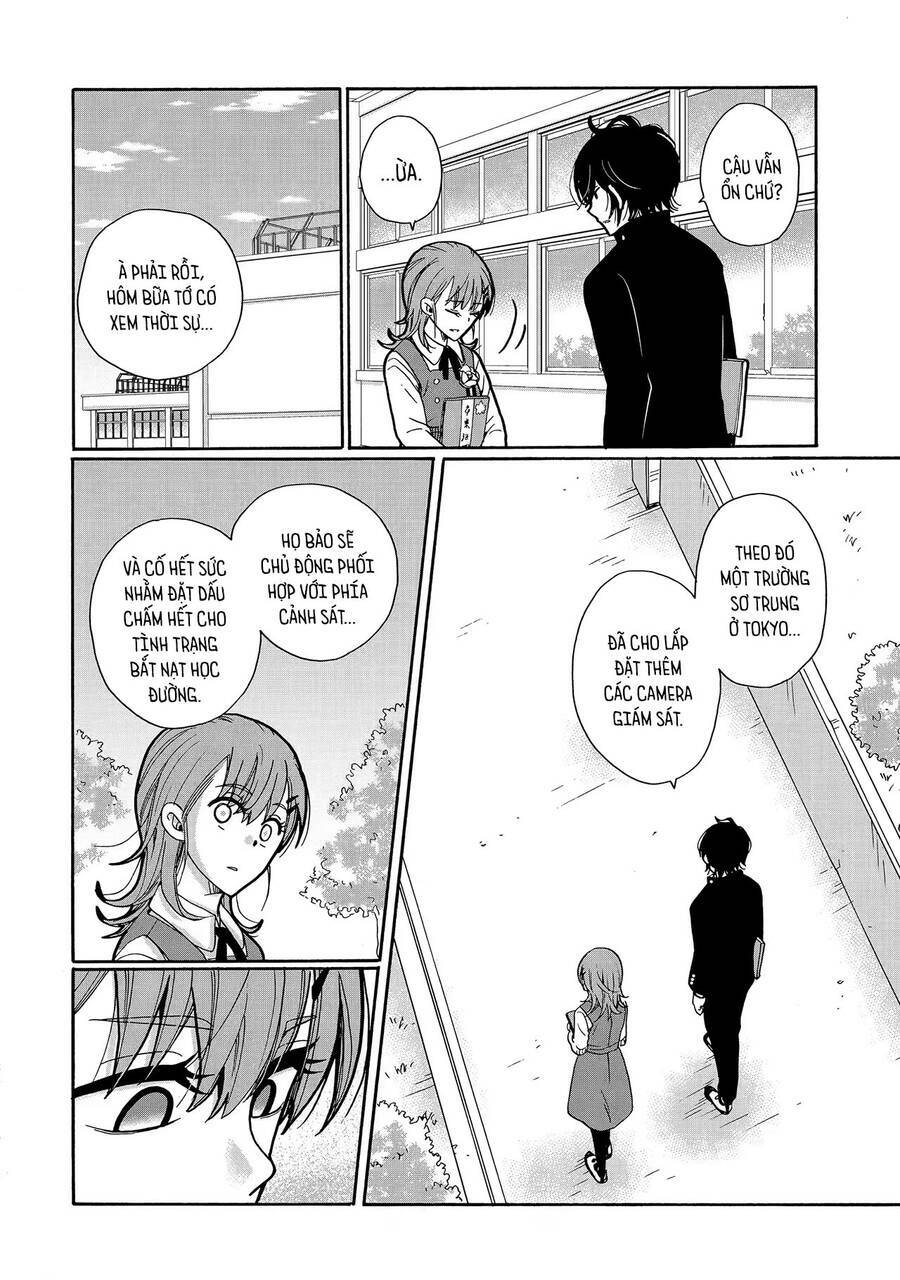 CẬU VẪN
ỔN CHỨ?
...ỪA.
À PHẢI RỒI,
HÔM BỮA TỚ CÓ
XEM THỜI SỰ...
THEO ĐÓ
MỘT TRƯỜNG
SƠ TRUNG
Ở TOKYO...
ĐÃ CHO LẮP
ĐẶT THÊM
CÁC CAMERA
GIÁM SÁT.
HỌ BẢO SẼ
CHỦ ĐỘNG PHỐI
HỢP VỚI PHÍA
CẢNH SÁT...
VÀ CỐ HẾT SỨC
NHẰM ĐẶT DẤU
CHẤM HẾT CHO
TÌNH TRẠNG
BẮT NẠT HỌC
ĐƯỜNG.